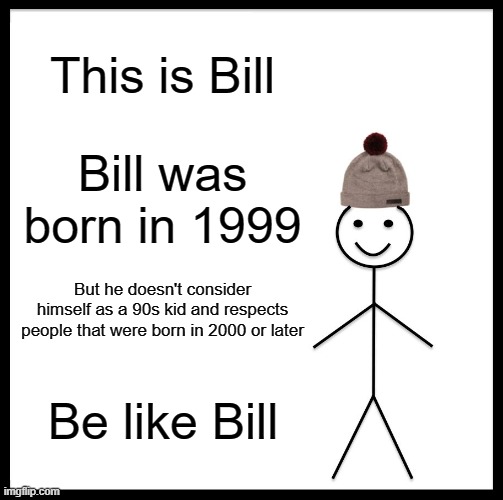 This is Bill
Bill was
born in 1999
But he doesn't consider
himself as a 90s kid and respects
people that were born in 2000 or later
Be like Bill
imgflip.com